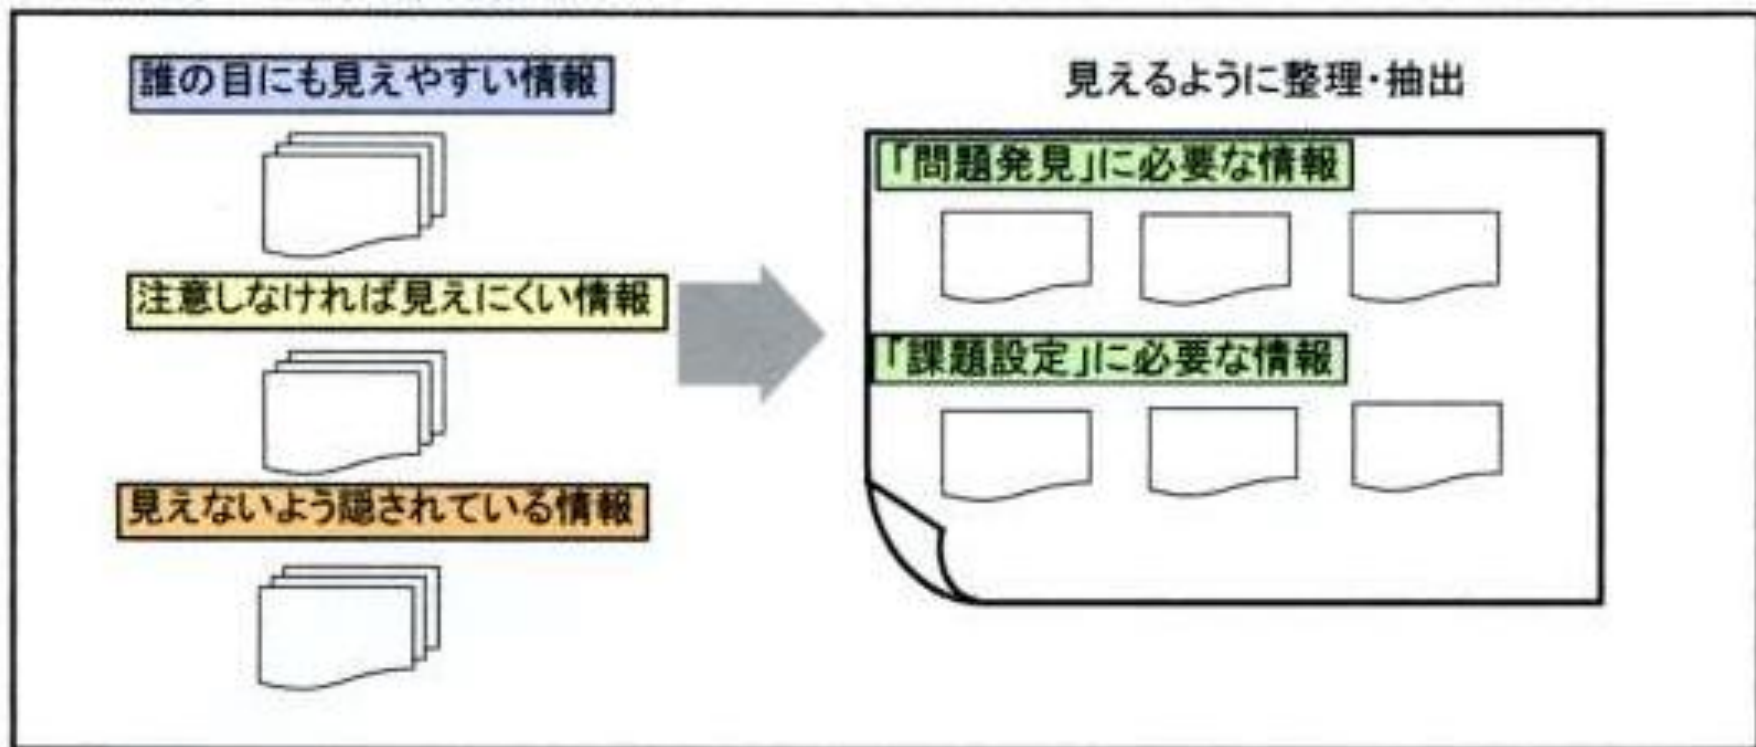 誰の目にも見えやすい情報
注意しなければ見えにくい情報
見えないよう隠されている情報
見えるように整理・抽出
「問題発見」に必要な情報
「課題設定」に必要な情報